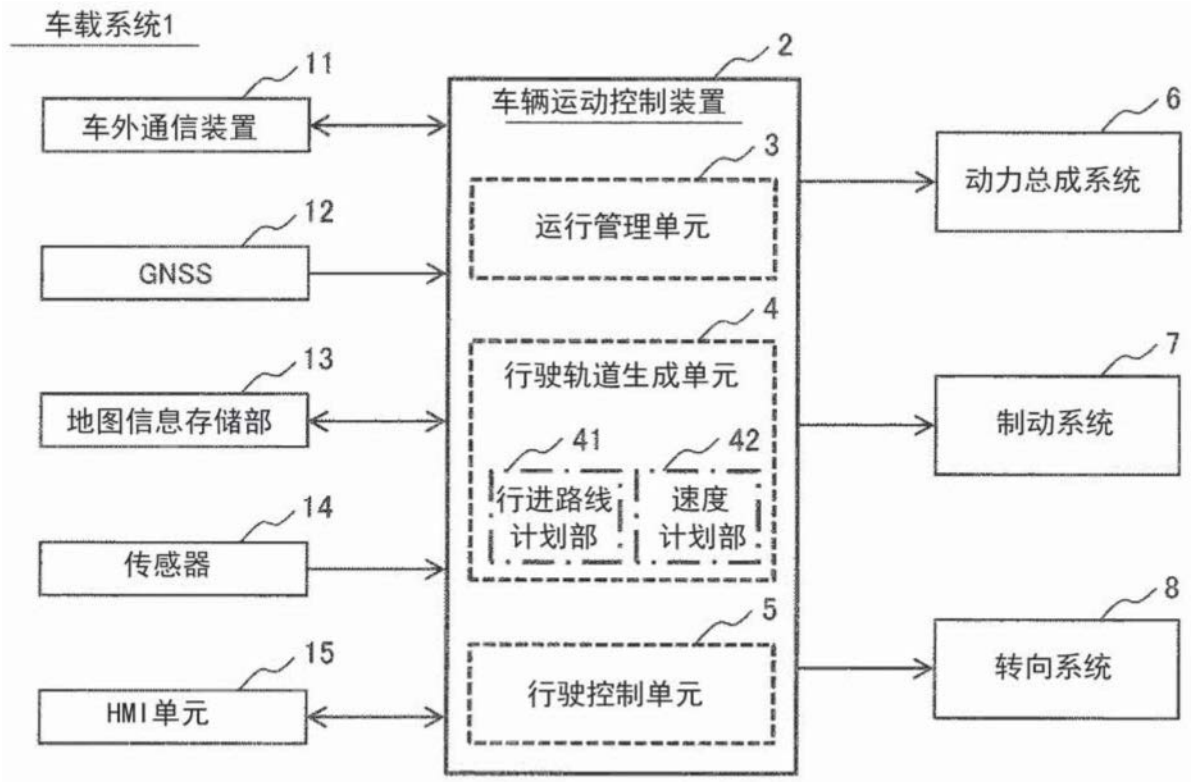 车载系统1
11
车外通信装置
12
GNSS
13
地图信息存储部
14
传感器
15
HMI单元
2
车辆运动控制装置
3
运行管理单元
4
行驶轨道生成单元
41
行进路线
计划部
42
速度
计划部
5
行驶控制单元
6
动力总成系统
7
制动系统
8
转向系统